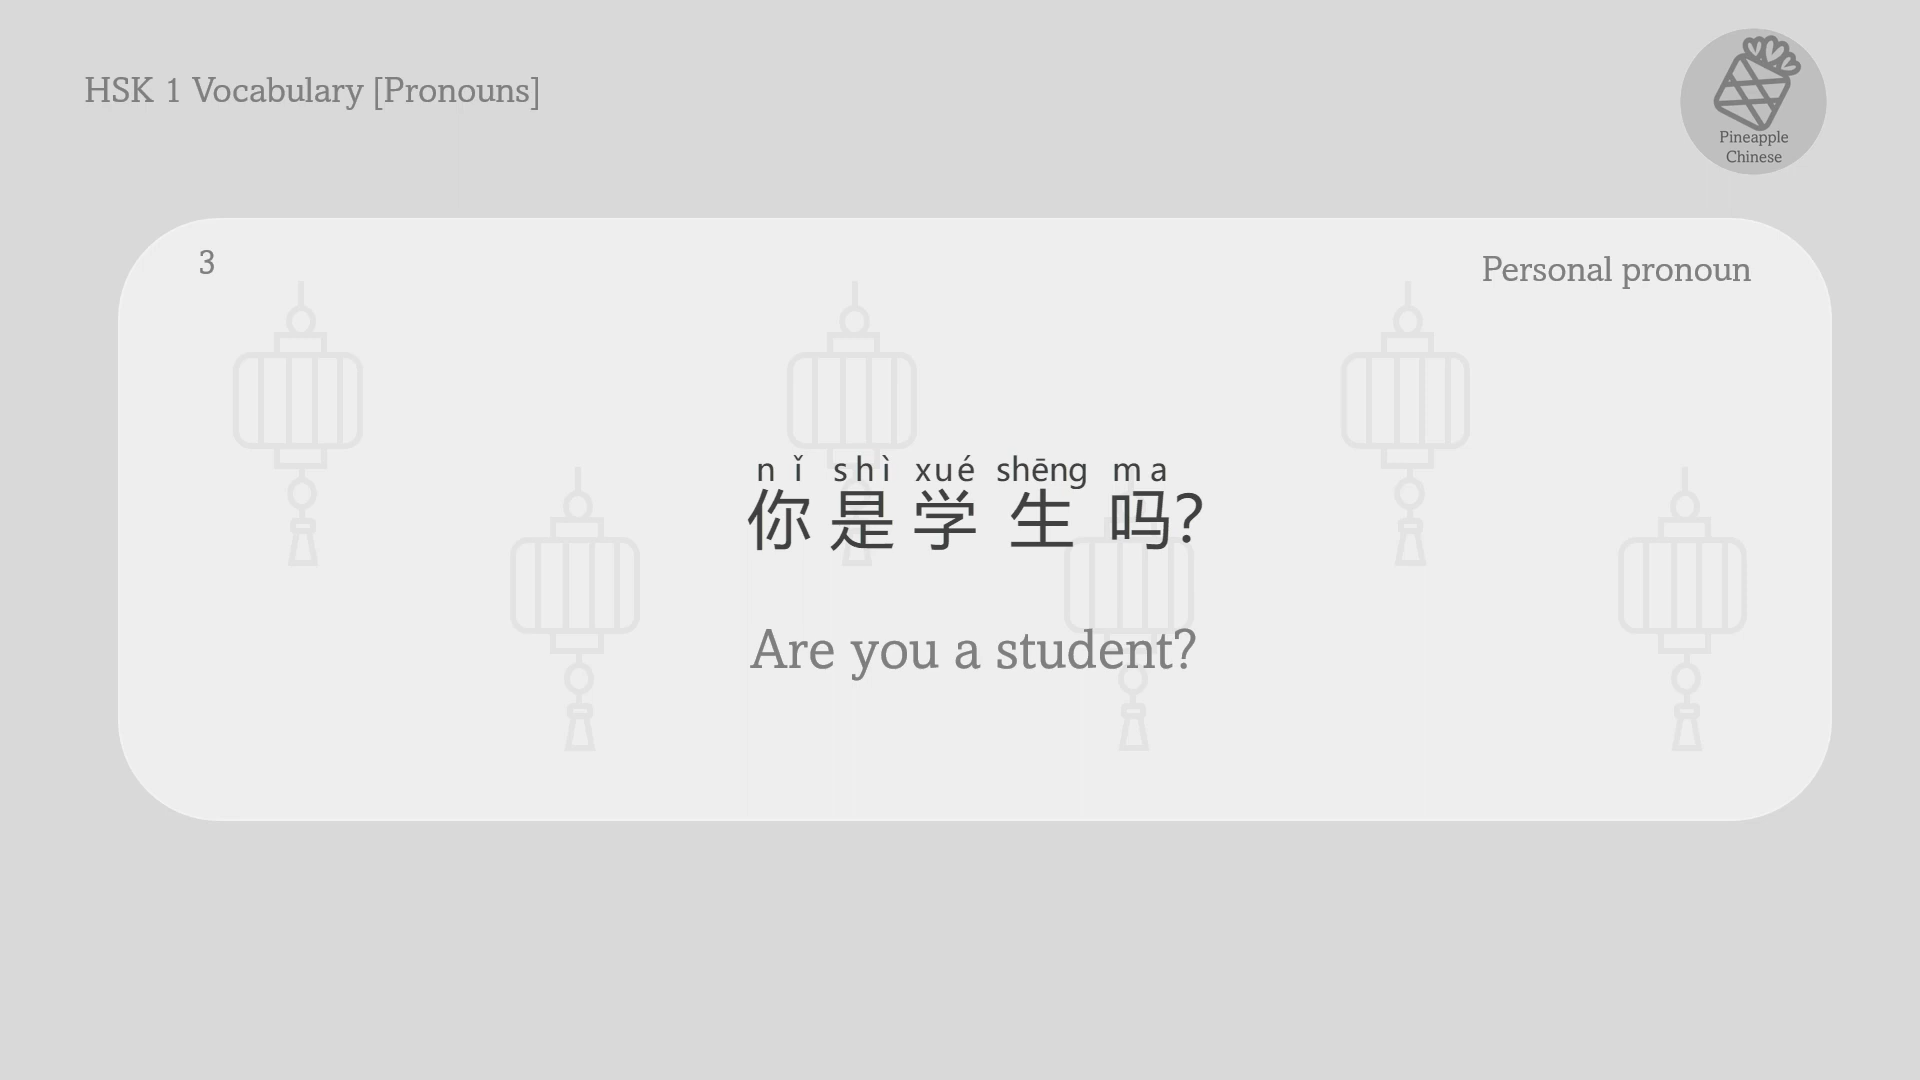 HSK 1 Vocabulary [Pronouns]
Pineapple
Chinese
3
Personal pronoun
nǐ shì xué shēng ma
你是学生吗?
Are you a student?